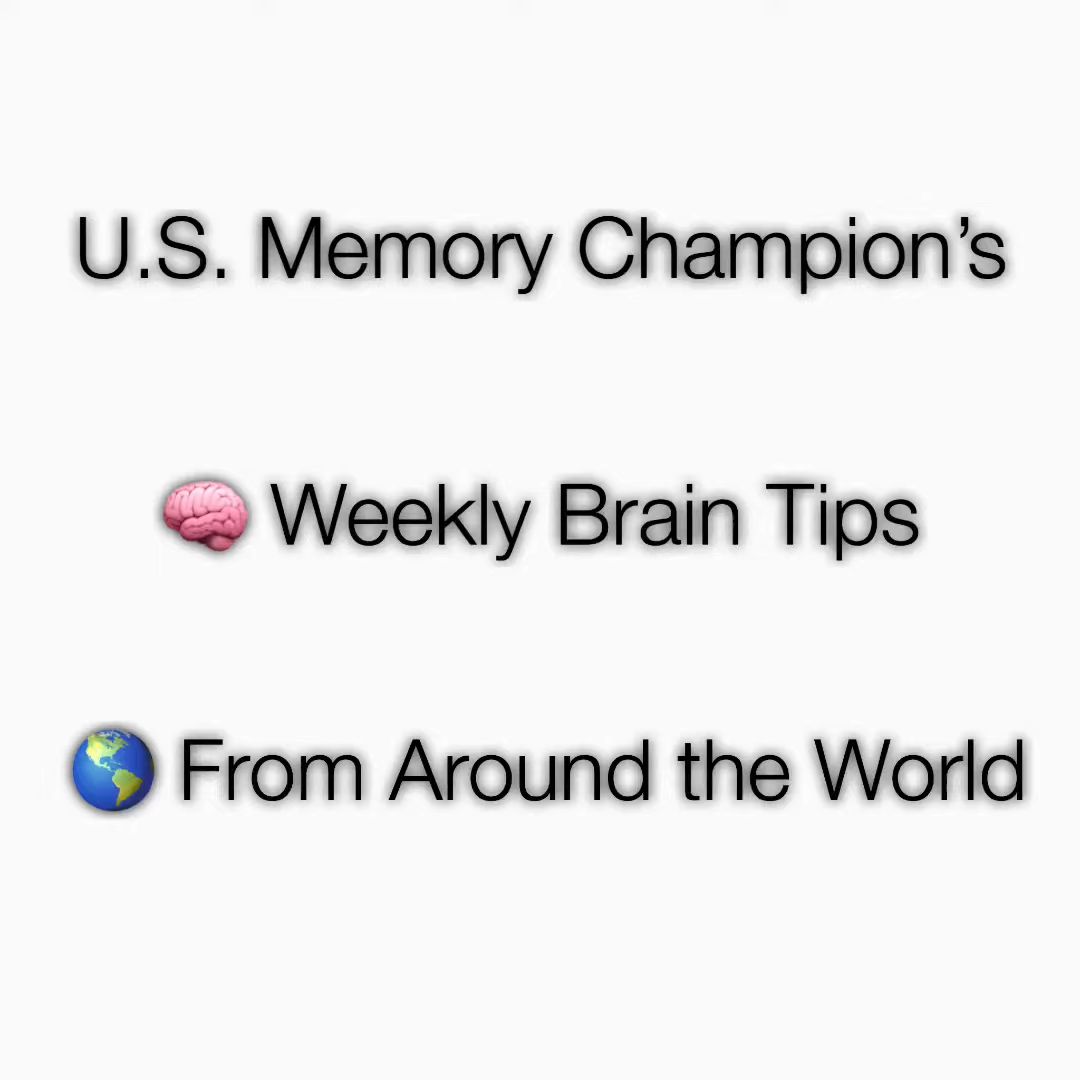 U.S. Memory Champion’s
🧠 Weekly Brain Tips
🌎 From Around the World